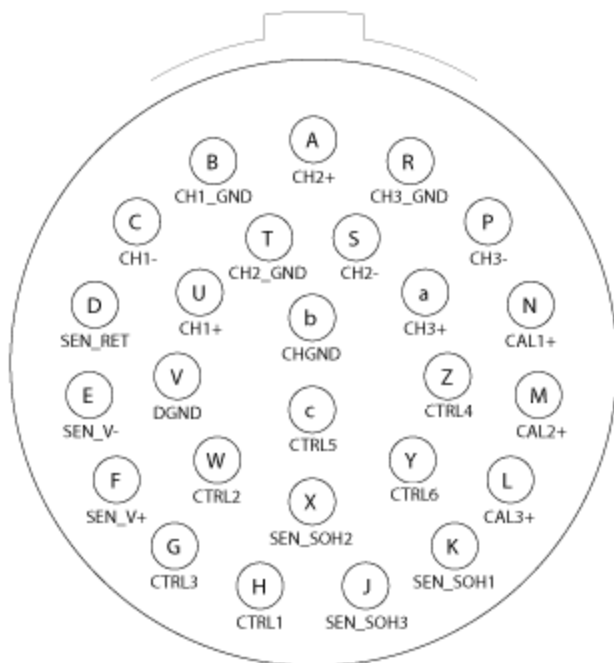 A
CH2+
B
CH1_GND
R
CH3_GND
C
CH1-
P
CH3-
T
CH2_GND
S
CH2-
U
CH1+
a
CH3+
D
SEN_RET
N
CAL1+
b
CHGND
V
DGND
Z
CTRL4
E
SEN_V-
M
CAL2+
c
CTRL5
W
CTRL2
Y
CTRL6
F
SEN_V+
L
CAL3+
X
SEN_SOH2
G
CTRL3
K
SEN_SOH1
H
CTRL1
J
SEN_SOH3